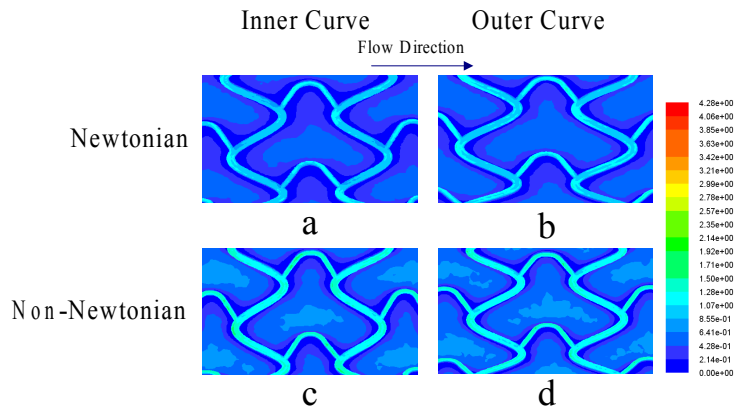 Inner Curve Outer Curve
Flow Direction
Newtonian
a b
Non-Newtonian
c d
4.28e+00
4.06e+00
3.85e+00
3.63e+00
3.42e+00
3.21e+00
2.99e+00
2.78e+00
2.57e+00
2.35e+00
2.14e+00
1.92e+00
1.71e+00
1.50e+00
1.28e+00
1.07e+00
8.55e-01
6.41e-01
4.28e-01
2.14e-01
0.00e+00